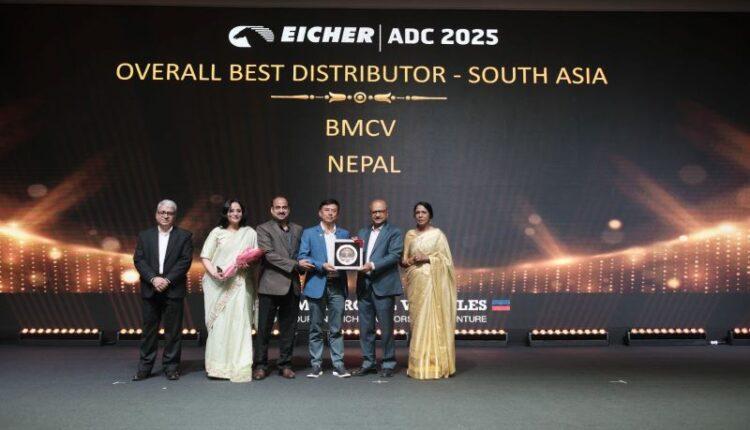 EICHER | ADC 2025
OVERALL BEST DISTRIBUTOR - SOUTH ASIA
BMCV
NEPAL